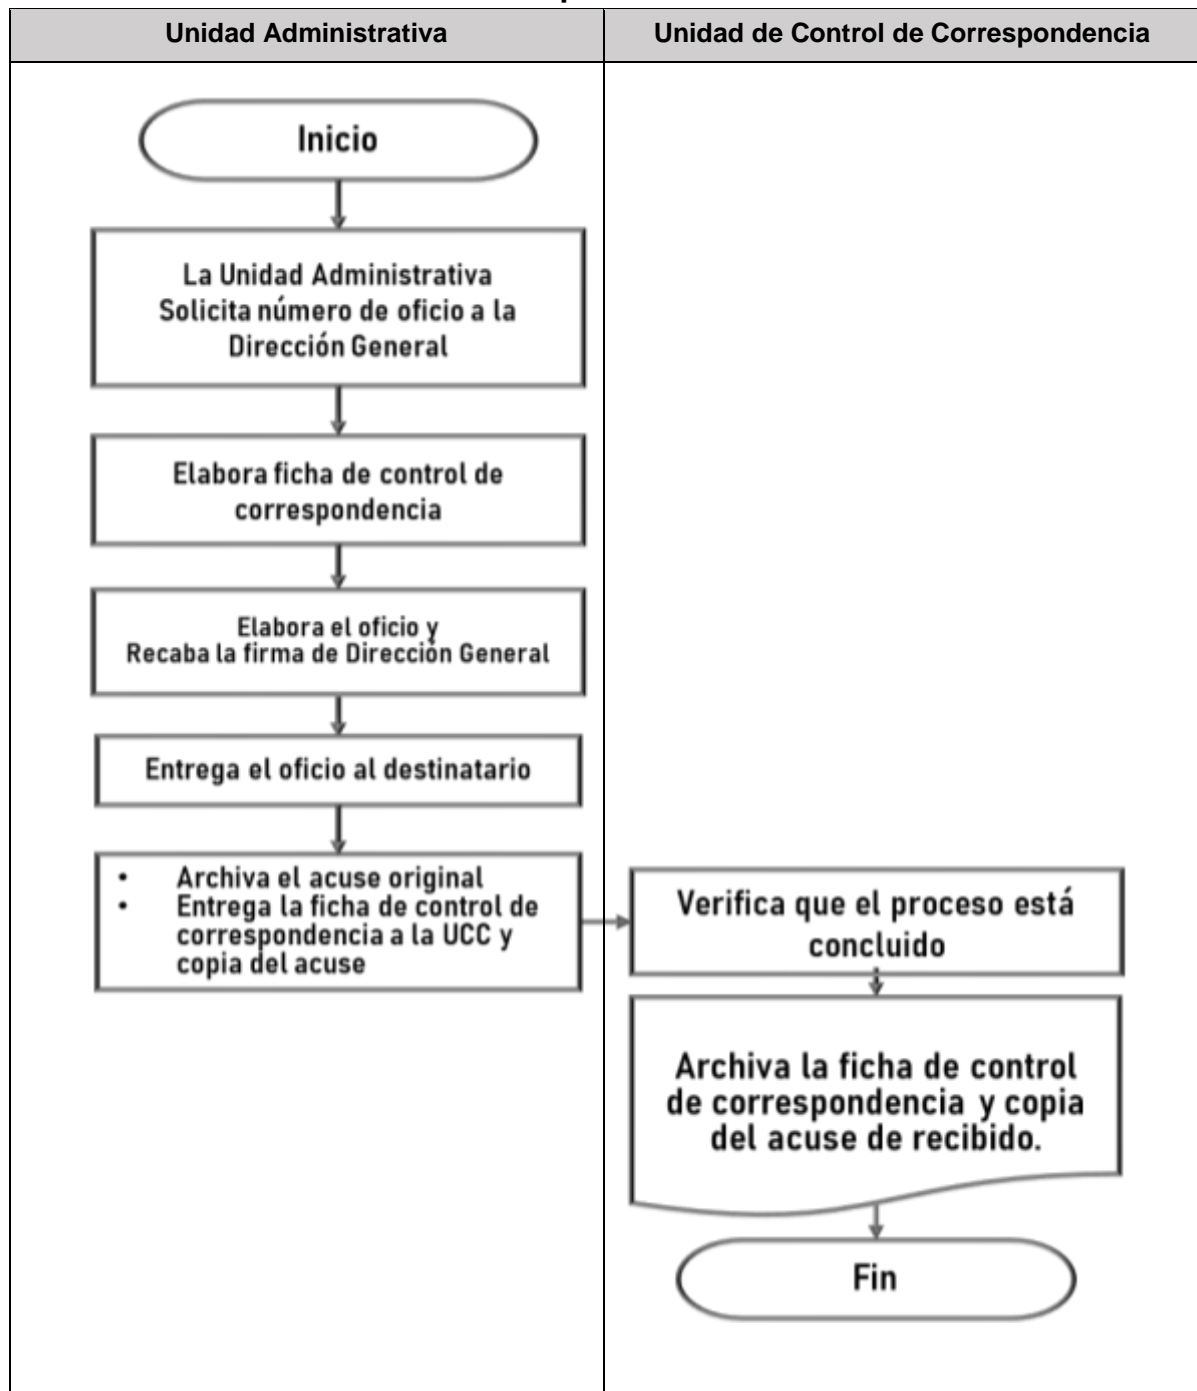 Unidad Administrativa
Unidad de Control de Correspondencia
Inicio
La Unidad Administrativa
Solicita número de oficio a la
Dirección General
Elabora ficha de control de
correspondencia
Elabora el oficio y
Recaba la firma de Dirección General
Entrega el oficio al destinatario
• Archiva el acuse original
• Entrega la ficha de control de
correspondencia a la UCC y
copia del acuse
Verifica que el proceso está
concluido
Archiva la ficha de control
de correspondencia y copia
del acuse de recibido.
Fin